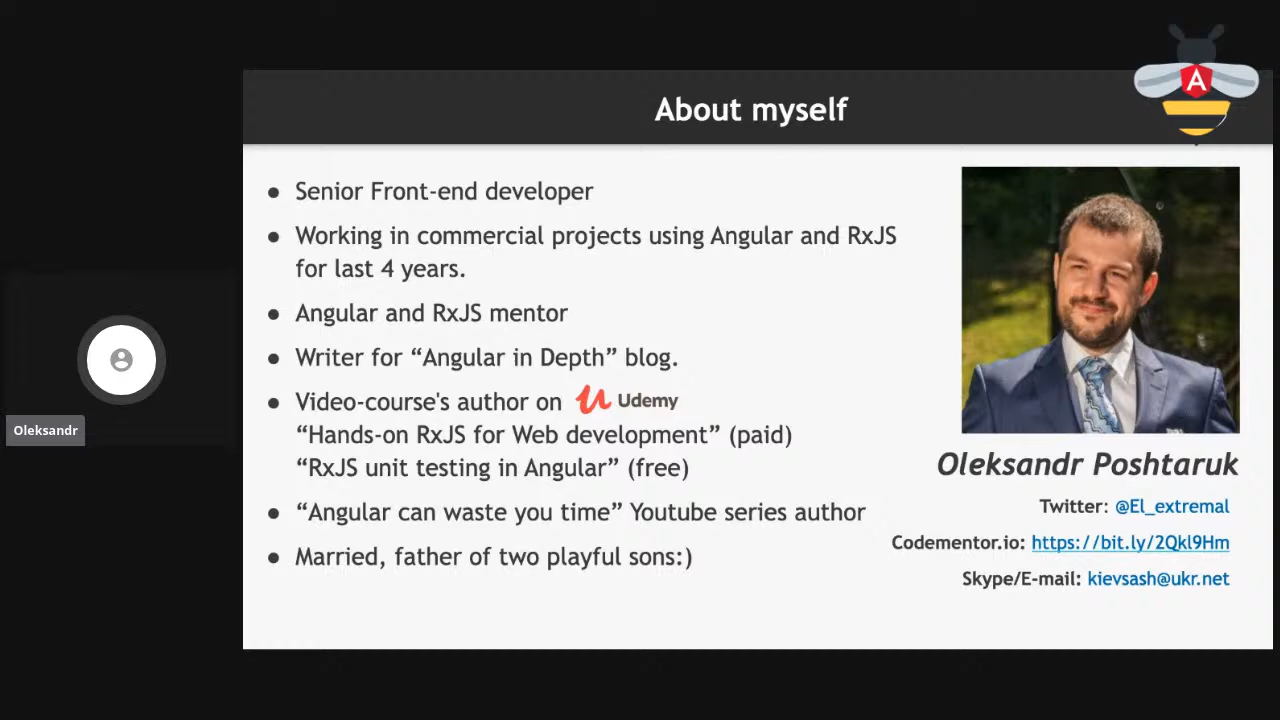 About myself
A
● Senior Front-end developer
● Working in commercial projects using Angular and RxJS
for last 4 years.
● Angular and RxJS mentor
● Writer for “Angular in Depth” blog.
● Video-course's author on Udemy
“Hands-on RxJS for Web development” (paid)
“RxJS unit testing in Angular” (free)
● “Angular can waste you time” Youtube series author
● Married, father of two playful sons:)
Oleksandr Poshtaruk
Twitter: @El_extremal
Codementor.io: https://bit.ly/2Qkl9Hm
Skype/E-mail: kievsash@ukr.net
Oleksandr